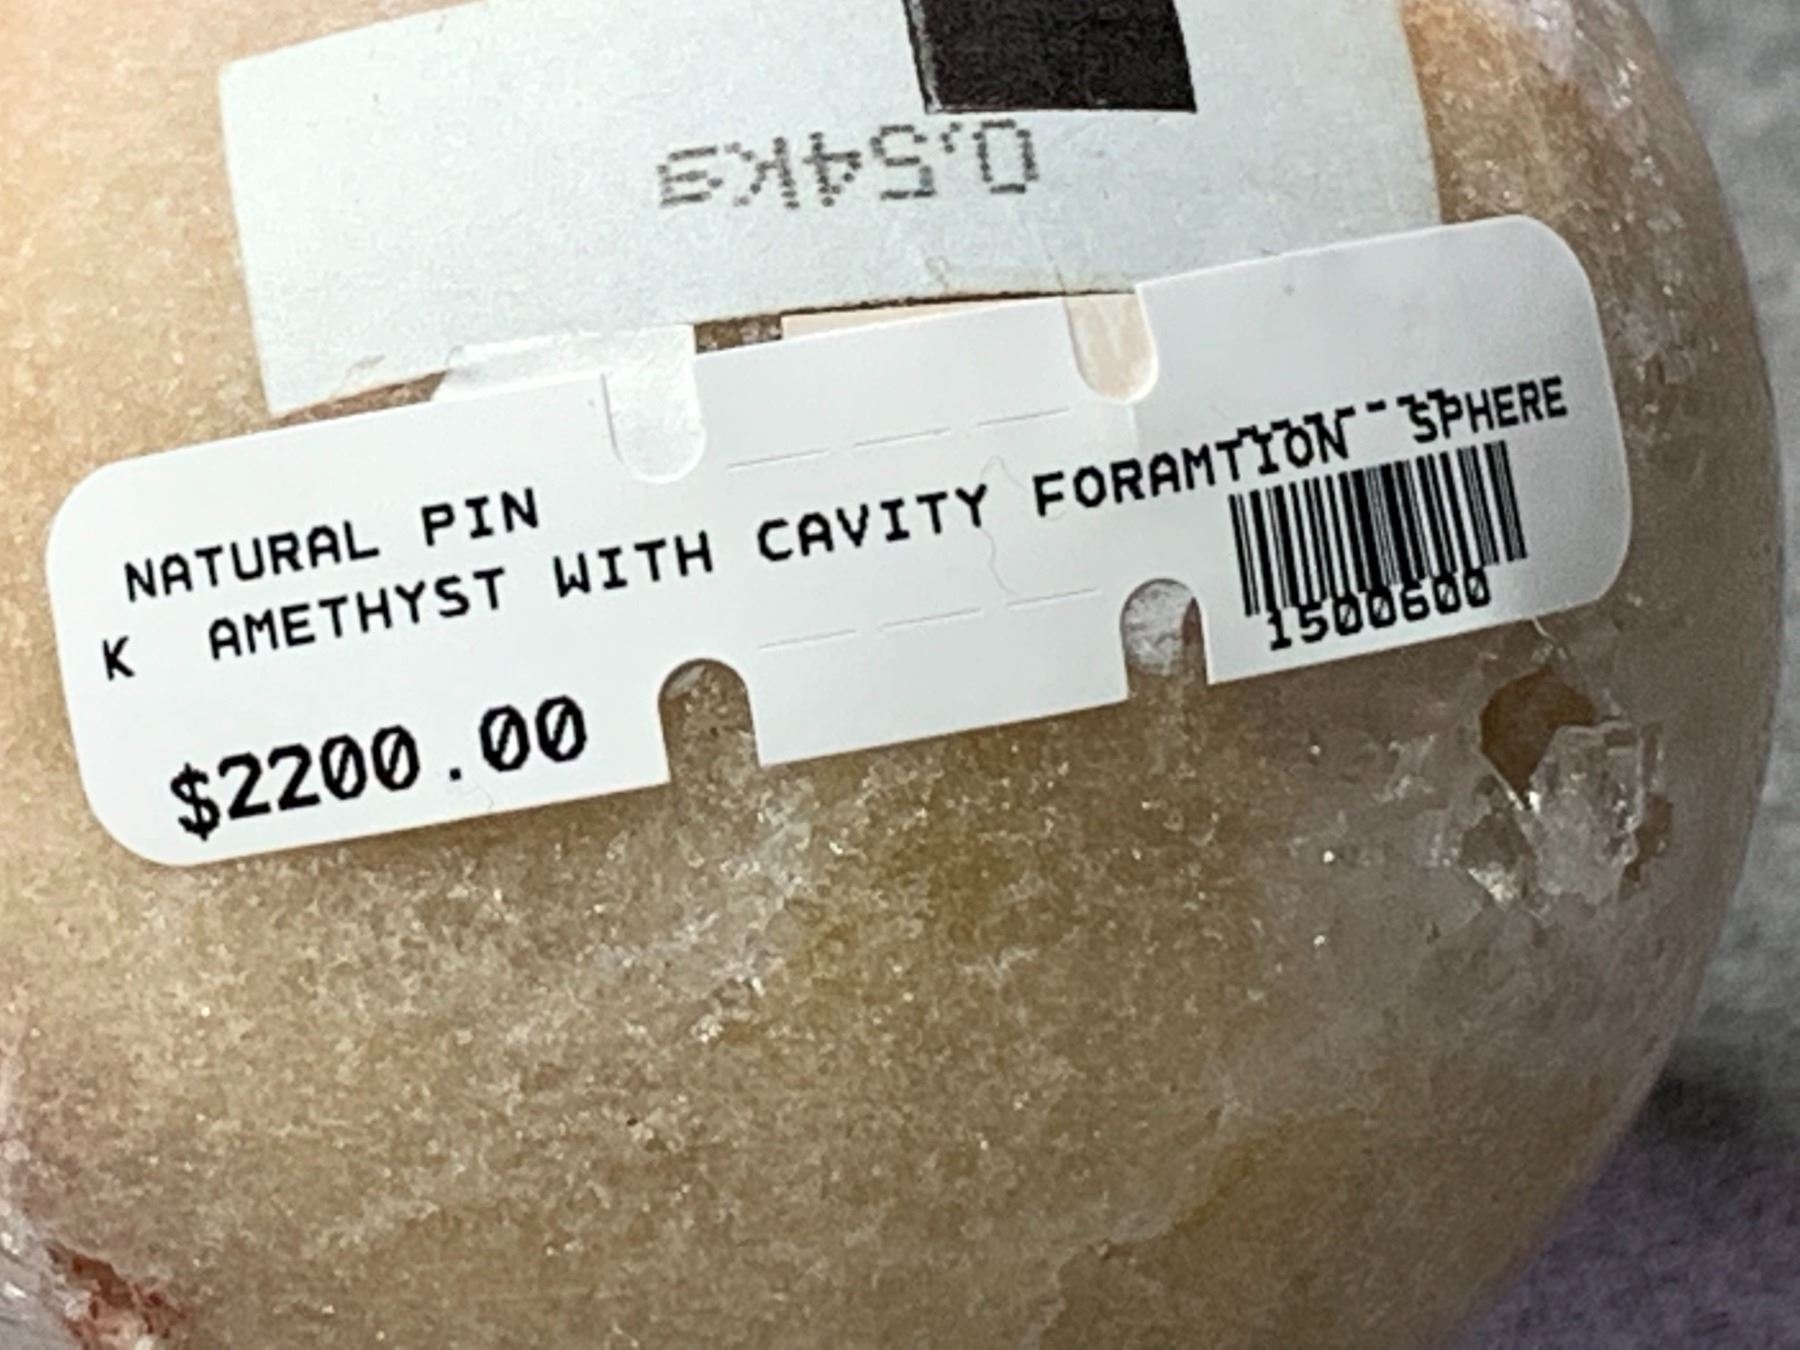 0.54Kg
NATURAL PIN
K AMETHYST WITH CAVITY FORAMTION SPHERE
$2200.00
1500600